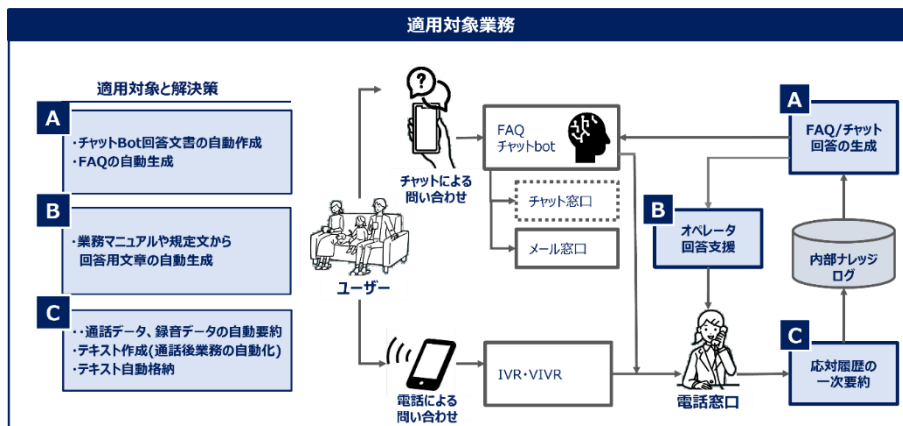 適用対象業務
適用対象と解決策
A
・チャットBot回答文書の自動作成
・FAQの自動生成
B
・業務マニュアルや規定文から
回答用文章の自動生成
C
・・通話データ、録音データの自動要約
・テキスト作成(通話後業務の自動化)
・テキスト自動格納
ユーザー
?
チャットによる
問い合わせ
電話による
問い合わせ
FAQ
チャットbot
チャット窓口
メール窓口
IVR・VIVR
B
オペレータ
回答支援
電話窓口
A
FAQ/チャット
回答の生成
内部ナレッジ
ログ
C
応対履歴の
一次要約